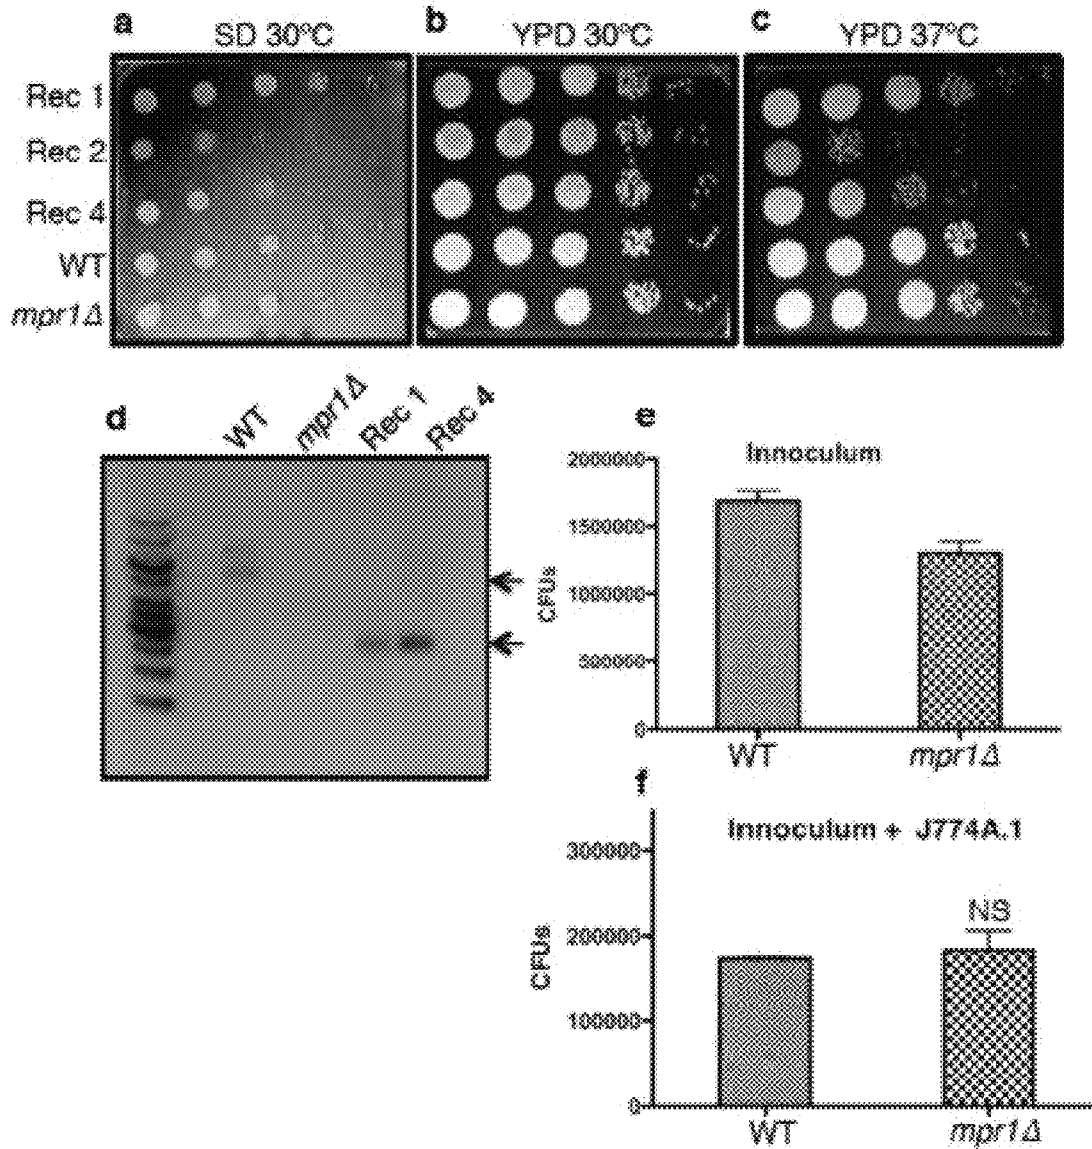 a
SD 30°C
b
YPD 30°C
c
YPD 37°C
Rec 1
Rec 2
Rec 4
WT
mpr1Δ
d
WT
mpr1Δ
Rec 1
Rec 4
e
Innoculum
2000000
1500000
1000000
500000
0
CFUs
WT
mpr1Δ
f
Innoculum + J774A.1
300000
200000
100000
0
CFUs
NS
WT
mpr1Δ